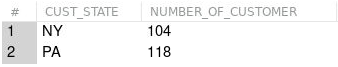 # CUST_STATE NUMBER_OF_CUSTOMER
1 NY 104
2 PA 118